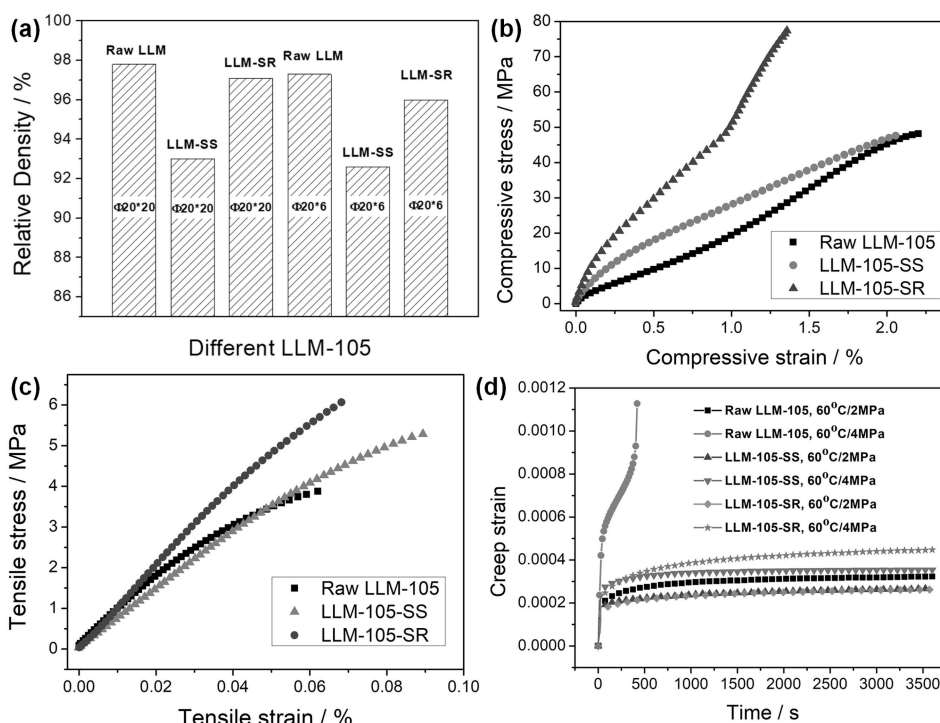 (a)
100
98
96
94
92
90
88
86
Relative Density / %
Raw LLM
LLM-SS
LLM-SR
Raw LLM
LLM-SS
LLM-SR
Φ20*20
Φ20*20
Φ20*20
Φ20*6
Φ20*6
Φ20*6
Different LLM-105
(b)
80
70
60
50
40
30
20
10
0
Compressive stress / MPa
Raw LLM-105
LLM-105-SS
LLM-105-SR
0.0 0.5 1.0 1.5 2.0
Compressive strain / %
(c)
6
5
4
3
2
1
0
Tensile stress / MPa
Raw LLM-105
LLM-105-SS
LLM-105-SR
0.00 0.02 0.04 0.06 0.08 0.10
Tensile strain / %
(d)
0.0012
0.0010
0.0008
0.0006
0.0004
0.0002
0.0000
Creep strain
Raw LLM-105, 60⁰C/2MPa
Raw LLM-105, 60⁰C/4MPa
LLM-105-SS, 60⁰C/2MPa
LLM-105-SS, 60⁰C/4MPa
LLM-105-SR, 60⁰C/2MPa
LLM-105-SR, 60⁰C/4MPa
0 500 1000 1500 2000 2500 3000 3500
Time / s